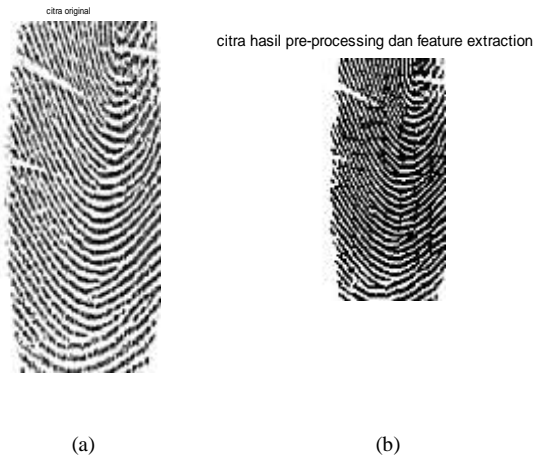 citra original
citra hasil pre-processing dan feature extraction
(a)
(b)